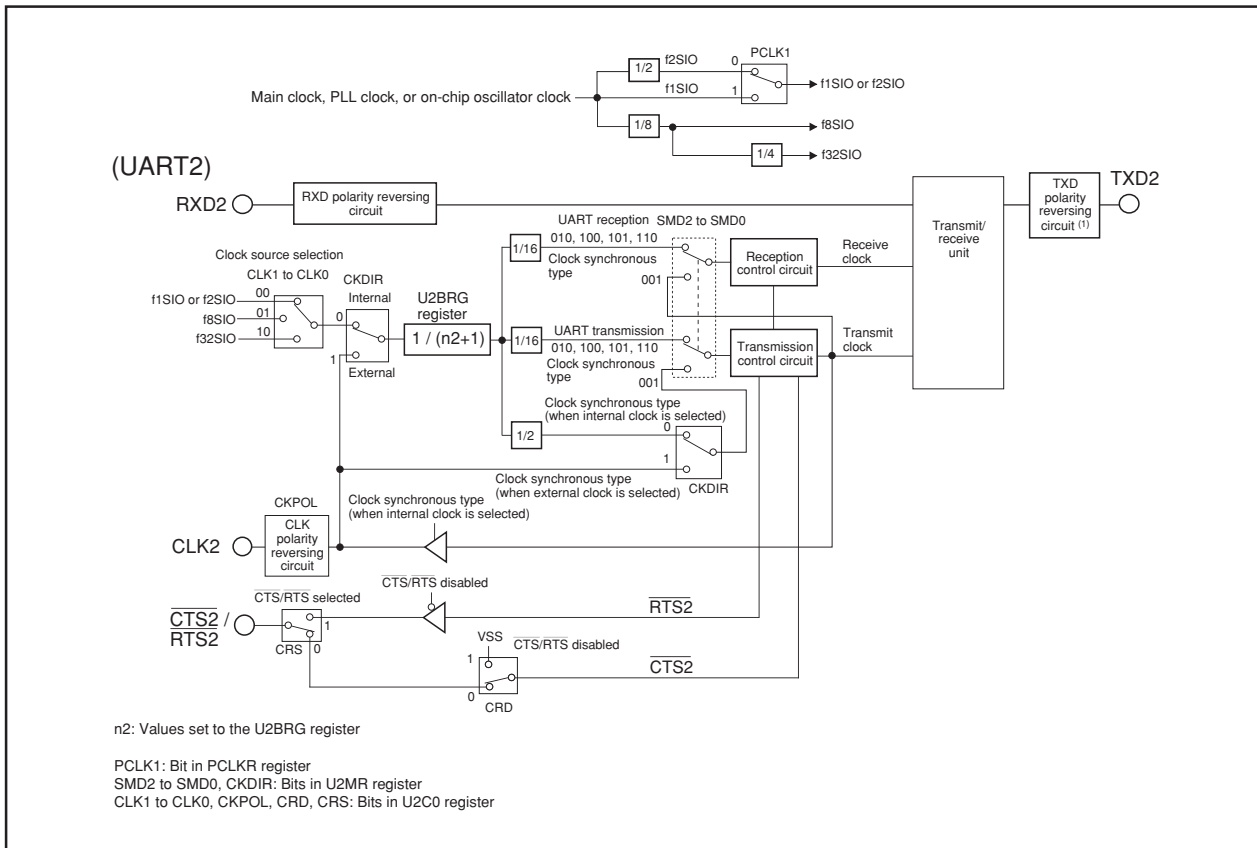 PCLK1
f2SIO
0
1/2
f1SIO or f2SIO
Main clock, PLL clock, or on-chip oscillator clock
f1SIO
1
1/8
f8SIO
1/4
f32SIO
(UART2)
RXD2
RXD polarity reversing
circuit
TXD
polarity
reversing
circuit (1)
TXD2
Transmit/
receive
unit
UART reception
SMD2 to SMD0
1/16
010, 100, 101, 110
Clock synchronous
type
001
Reception
control circuit
Receive
clock
Clock source selection
CLK1 to CLK0
00
f1SIO or f2SIO
01
f8SIO
10
f32SIO
CKDIR
Internal
0
1
External
U2BRG
register
1 / (n2+1)
1/16
UART transmission
010, 100, 101, 110
Clock synchronous
type
001
Transmission
control circuit
Transmit
clock
Clock synchronous type
(when internal clock is selected)
1/2
0
1
CKDIR
Clock synchronous type
(when external clock is selected)
Clock synchronous type
(when internal clock is selected)
CKPOL
CLK2
CLK
polarity
reversing
circuit
CTS/RTS disabled
CTS/RTS selected
CTS2 /
RTS2
1
0
CRS
RTS2
VSS
CTS/RTS disabled
1
0
CRD
CTS2
n2: Values set to the U2BRG register
PCLK1: Bit in PCLKR register
SMD2 to SMD0, CKDIR: Bits in U2MR register
CLK1 to CLK0, CKPOL, CRD, CRS: Bits in U2C0 register